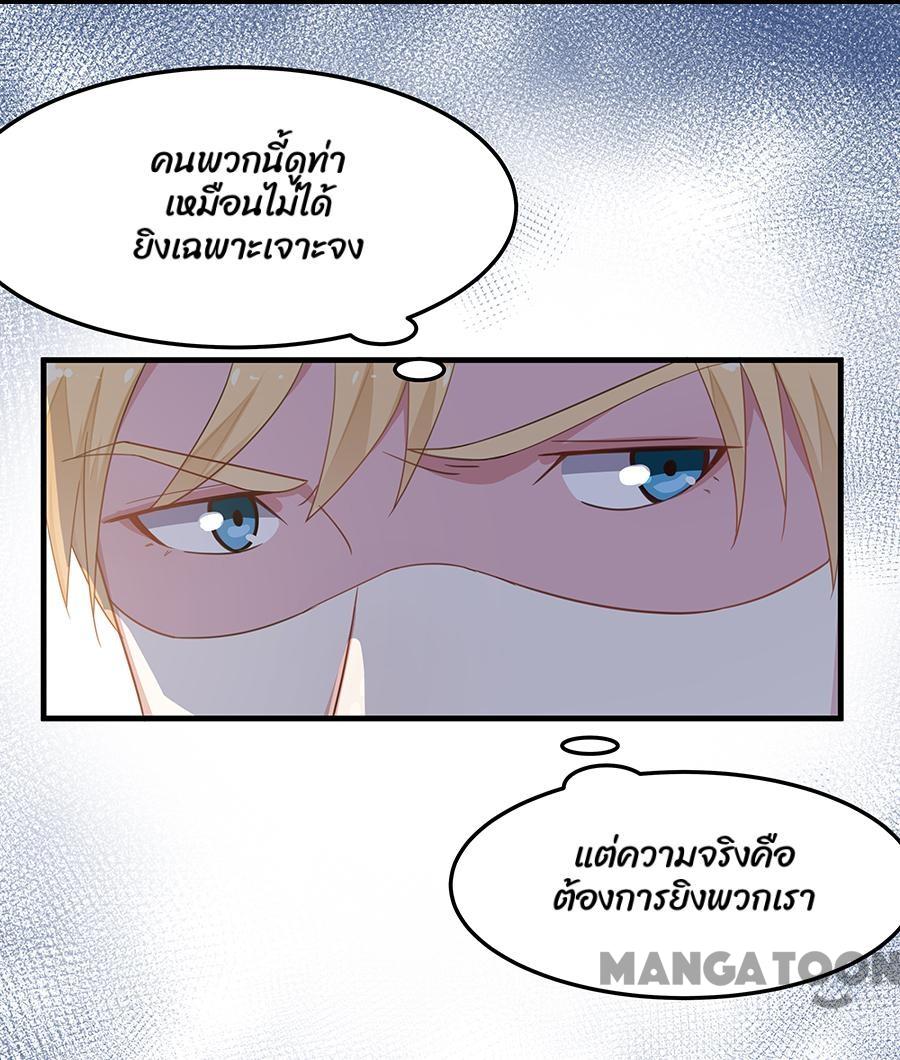 คนพวกนี้ดูท่า
เหมือนไม่ได้
ยิงเฉพาะเจาะจง
แต่ความจริงคือ
ต้องการยิงพวกเรา
MANGATOON